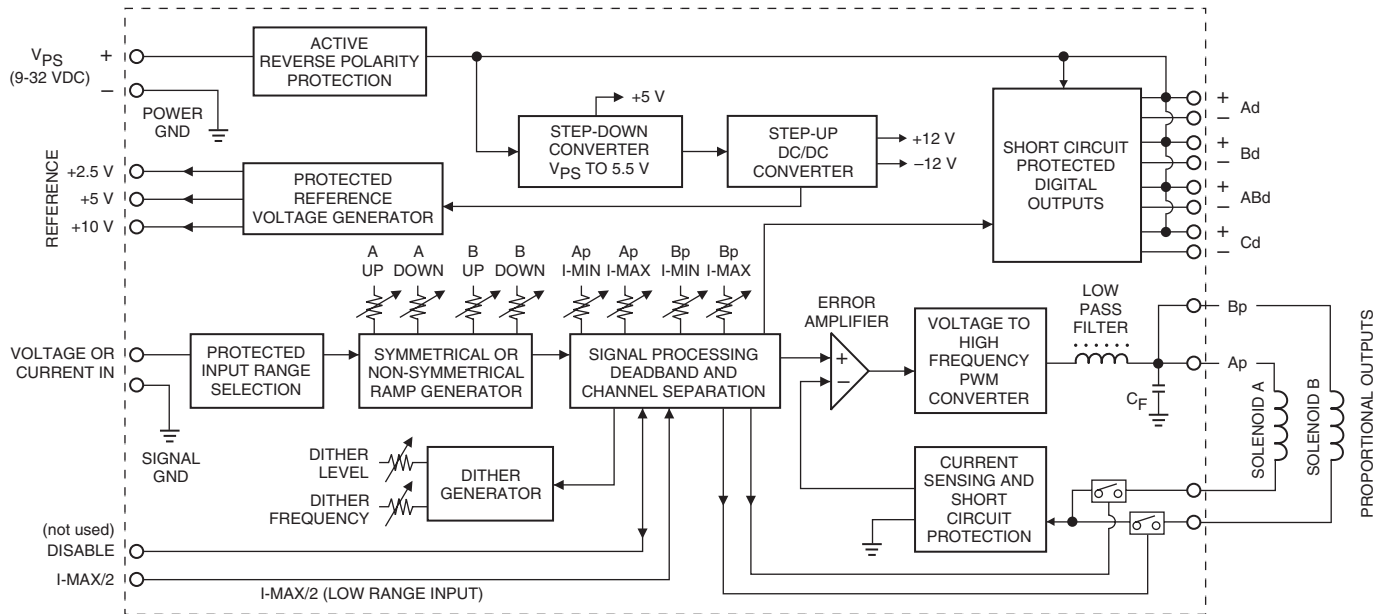 VPS
(9-32 VDC)
+
−
POWER
GND
ACTIVE
REVERSE POLARITY
PROTECTION
+5 V
STEP-DOWN
CONVERTER
VPS TO 5.5 V
STEP-UP
DC/DC
CONVERTER
+12 V
−12 V
SHORT CIRCUIT
PROTECTED
DIGITAL
OUTPUTS
+
−
Ad
+
−
Bd
+
−
ABd
+
−
Cd
REFERENCE
+2.5 V
+5 V
+10 V
PROTECTED
REFERENCE
VOLTAGE GENERATOR
A
UP
A
DOWN
B
UP
B
DOWN
Ap
I-MIN
Ap
I-MAX
Bp
I-MIN
Bp
I-MAX
VOLTAGE OR
CURRENT IN
SIGNAL
GND
PROTECTED
INPUT RANGE
SELECTION
SYMMETRICAL OR
NON-SYMMETRICAL
RAMP GENERATOR
SIGNAL PROCESSING
DEADBAND AND
CHANNEL SEPARATION
ERROR
AMPLIFIER
+
−
VOLTAGE TO
HIGH
FREQUENCY
PWM
CONVERTER
LOW
PASS
FILTER
CF
Bp
Ap
SOLENOID A
SOLENOID B
PROPORTIONAL OUTPUTS
DITHER
LEVEL
DITHER
FREQUENCY
DITHER
GENERATOR
CURRENT
SENSING AND
SHORT
CIRCUIT
PROTECTION
(not used)
DISABLE
I-MAX/2
I-MAX/2 (LOW RANGE INPUT)